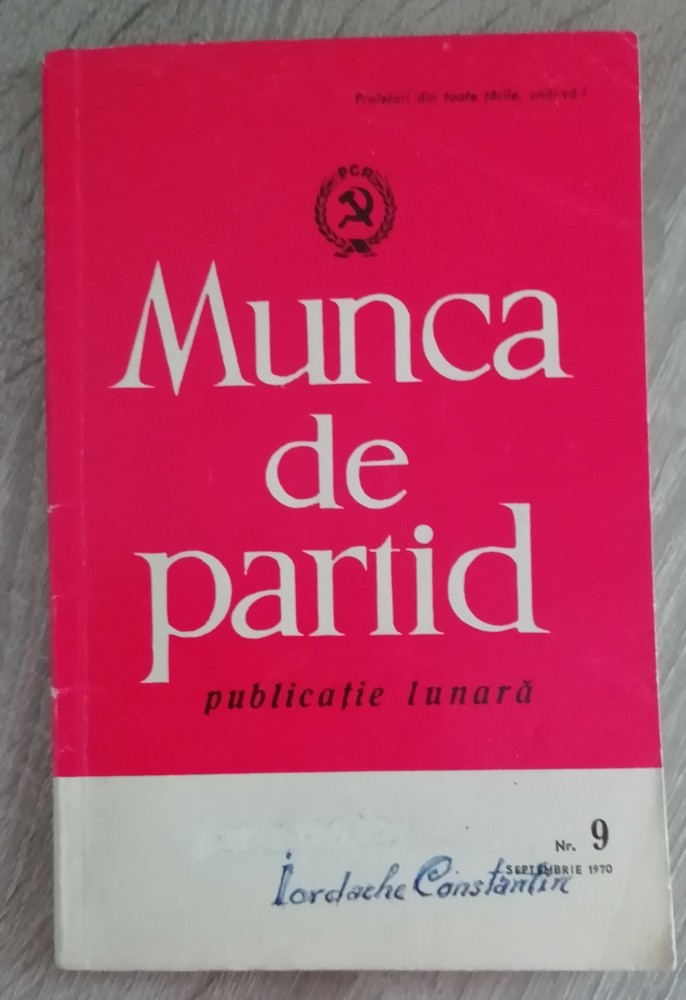 Proletari din toate țările, uniți-vă !
PCR
Munca
de
partid
publicație lunară
Nr. 9
SEPTEMBRIE 1970
Iordache Constantin